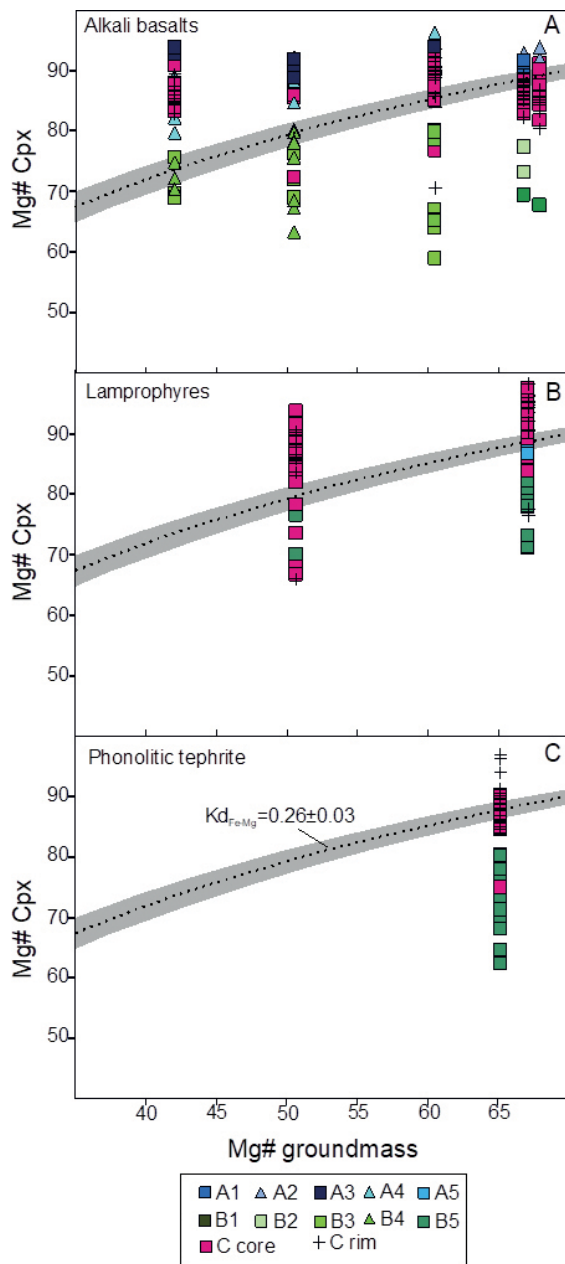 Alkali basalts
A
90
80
70
60
50
Mg# Cpx
Lamprophyres
B
90
80
70
60
50
Mg# Cpx
Phonolitic tephrite
C
90
KdFe-Mg=0.26±0.03
80
70
60
50
Mg# Cpx
40 45 50 55 60 65
Mg# groundmass
A1 A2 A3 A4 A5
B1 B2 B3 B4 B5
C core C rim